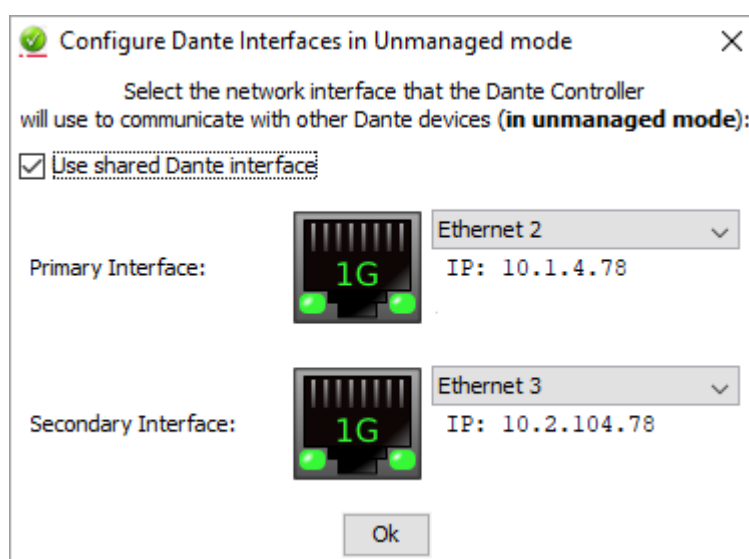 Configure Dante Interfaces in Unmanaged mode
Select the network interface that the Dante Controller
will use to communicate with other Dante devices (in unmanaged mode):
Use shared Dante interface
Primary Interface:
1G
Ethernet 2
IP: 10.1.4.78
Secondary Interface:
1G
Ethernet 3
IP: 10.2.104.78
Ok